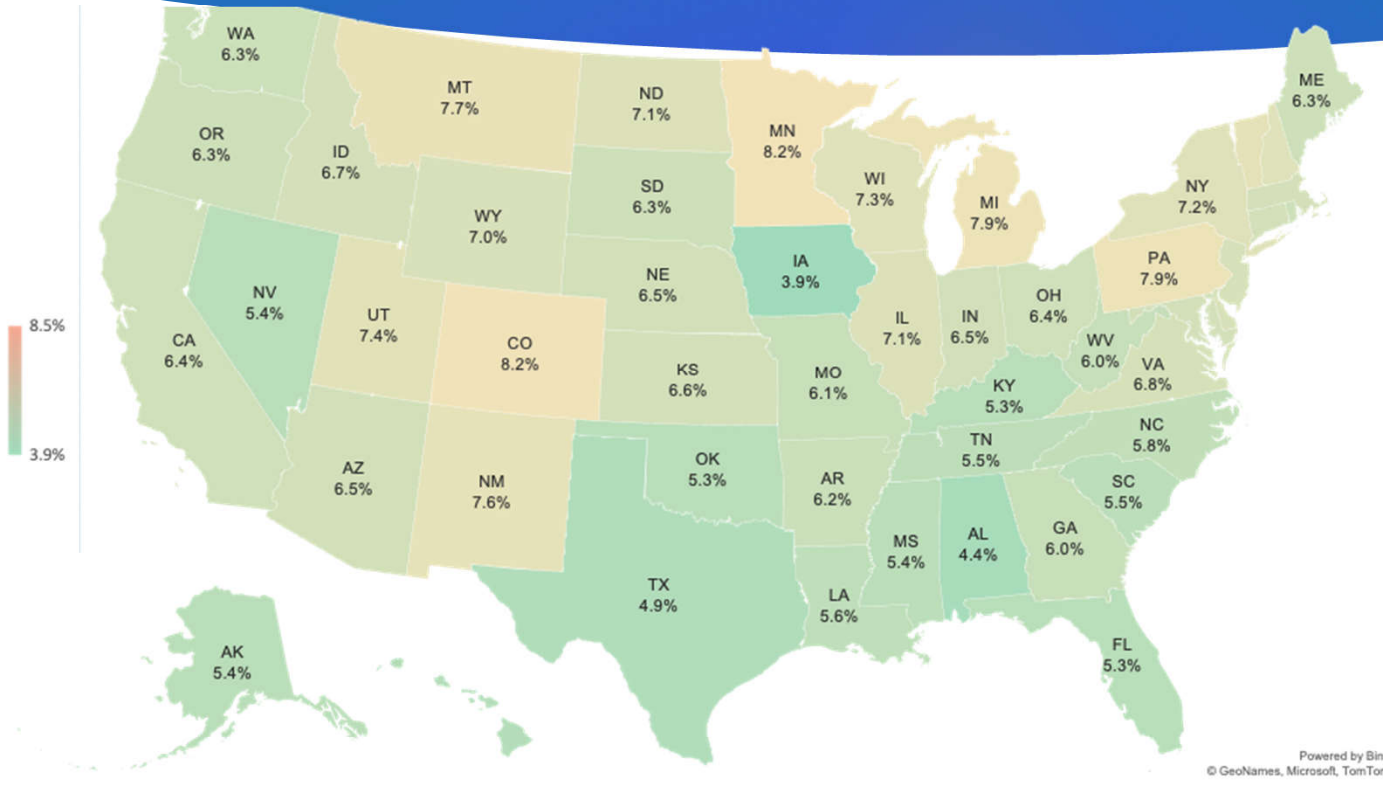 WA
6.3%
MT
7.7%
ND
7.1%
MN
8.2%
ME
6.3%
OR
6.3%
ID
6.7%
SD
6.3%
WI
7.3%
MI
7.9%
NY
7.2%
WY
7.0%
IA
3.9%
PA
7.9%
NE
6.5%
NV
5.4%
UT
7.4%
CO
8.2%
IL
7.1%
IN
6.5%
OH
6.4%
8.5%
CA
6.4%
KS
6.6%
MO
6.1%
WV
6.0%
VA
6.8%
KY
5.3%
3.9%
AZ
6.5%
NM
7.6%
OK
5.3%
AR
6.2%
TN
5.5%
NC
5.8%
SC
5.5%
MS
5.4%
AL
4.4%
GA
6.0%
TX
4.9%
LA
5.6%
AK
5.4%
FL
5.3%
Powered by Bin
© GeoNames, Microsoft, TomTom